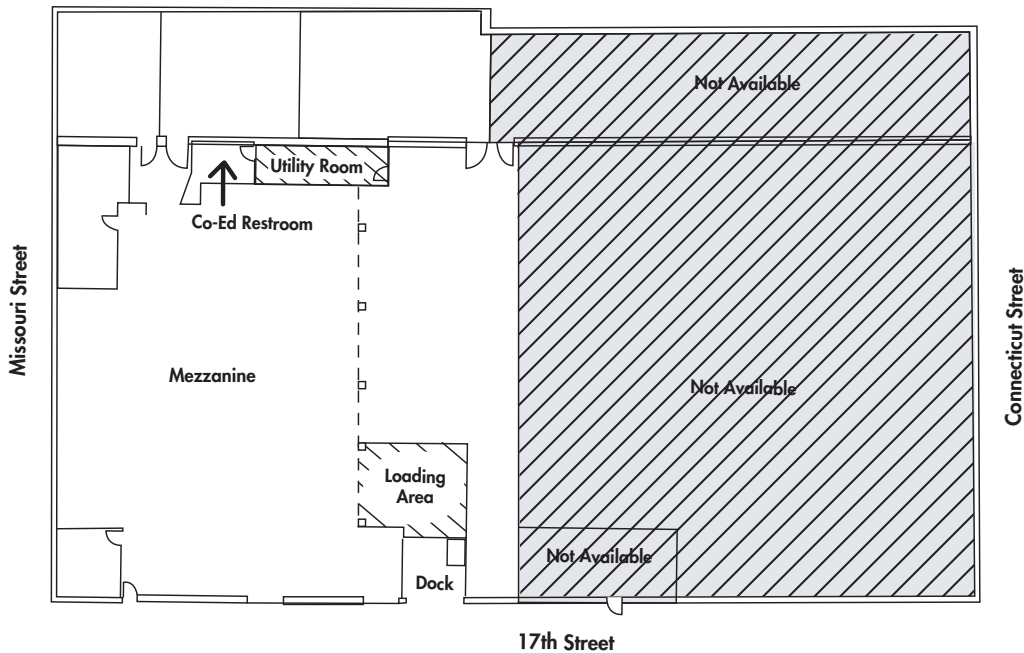 Not Available
Utility Room
Co-Ed Restroom
Missouri Street
Mezzanine
Not Available
Connecticut Street
Loading
Area
Not Available
Dock
17th Street